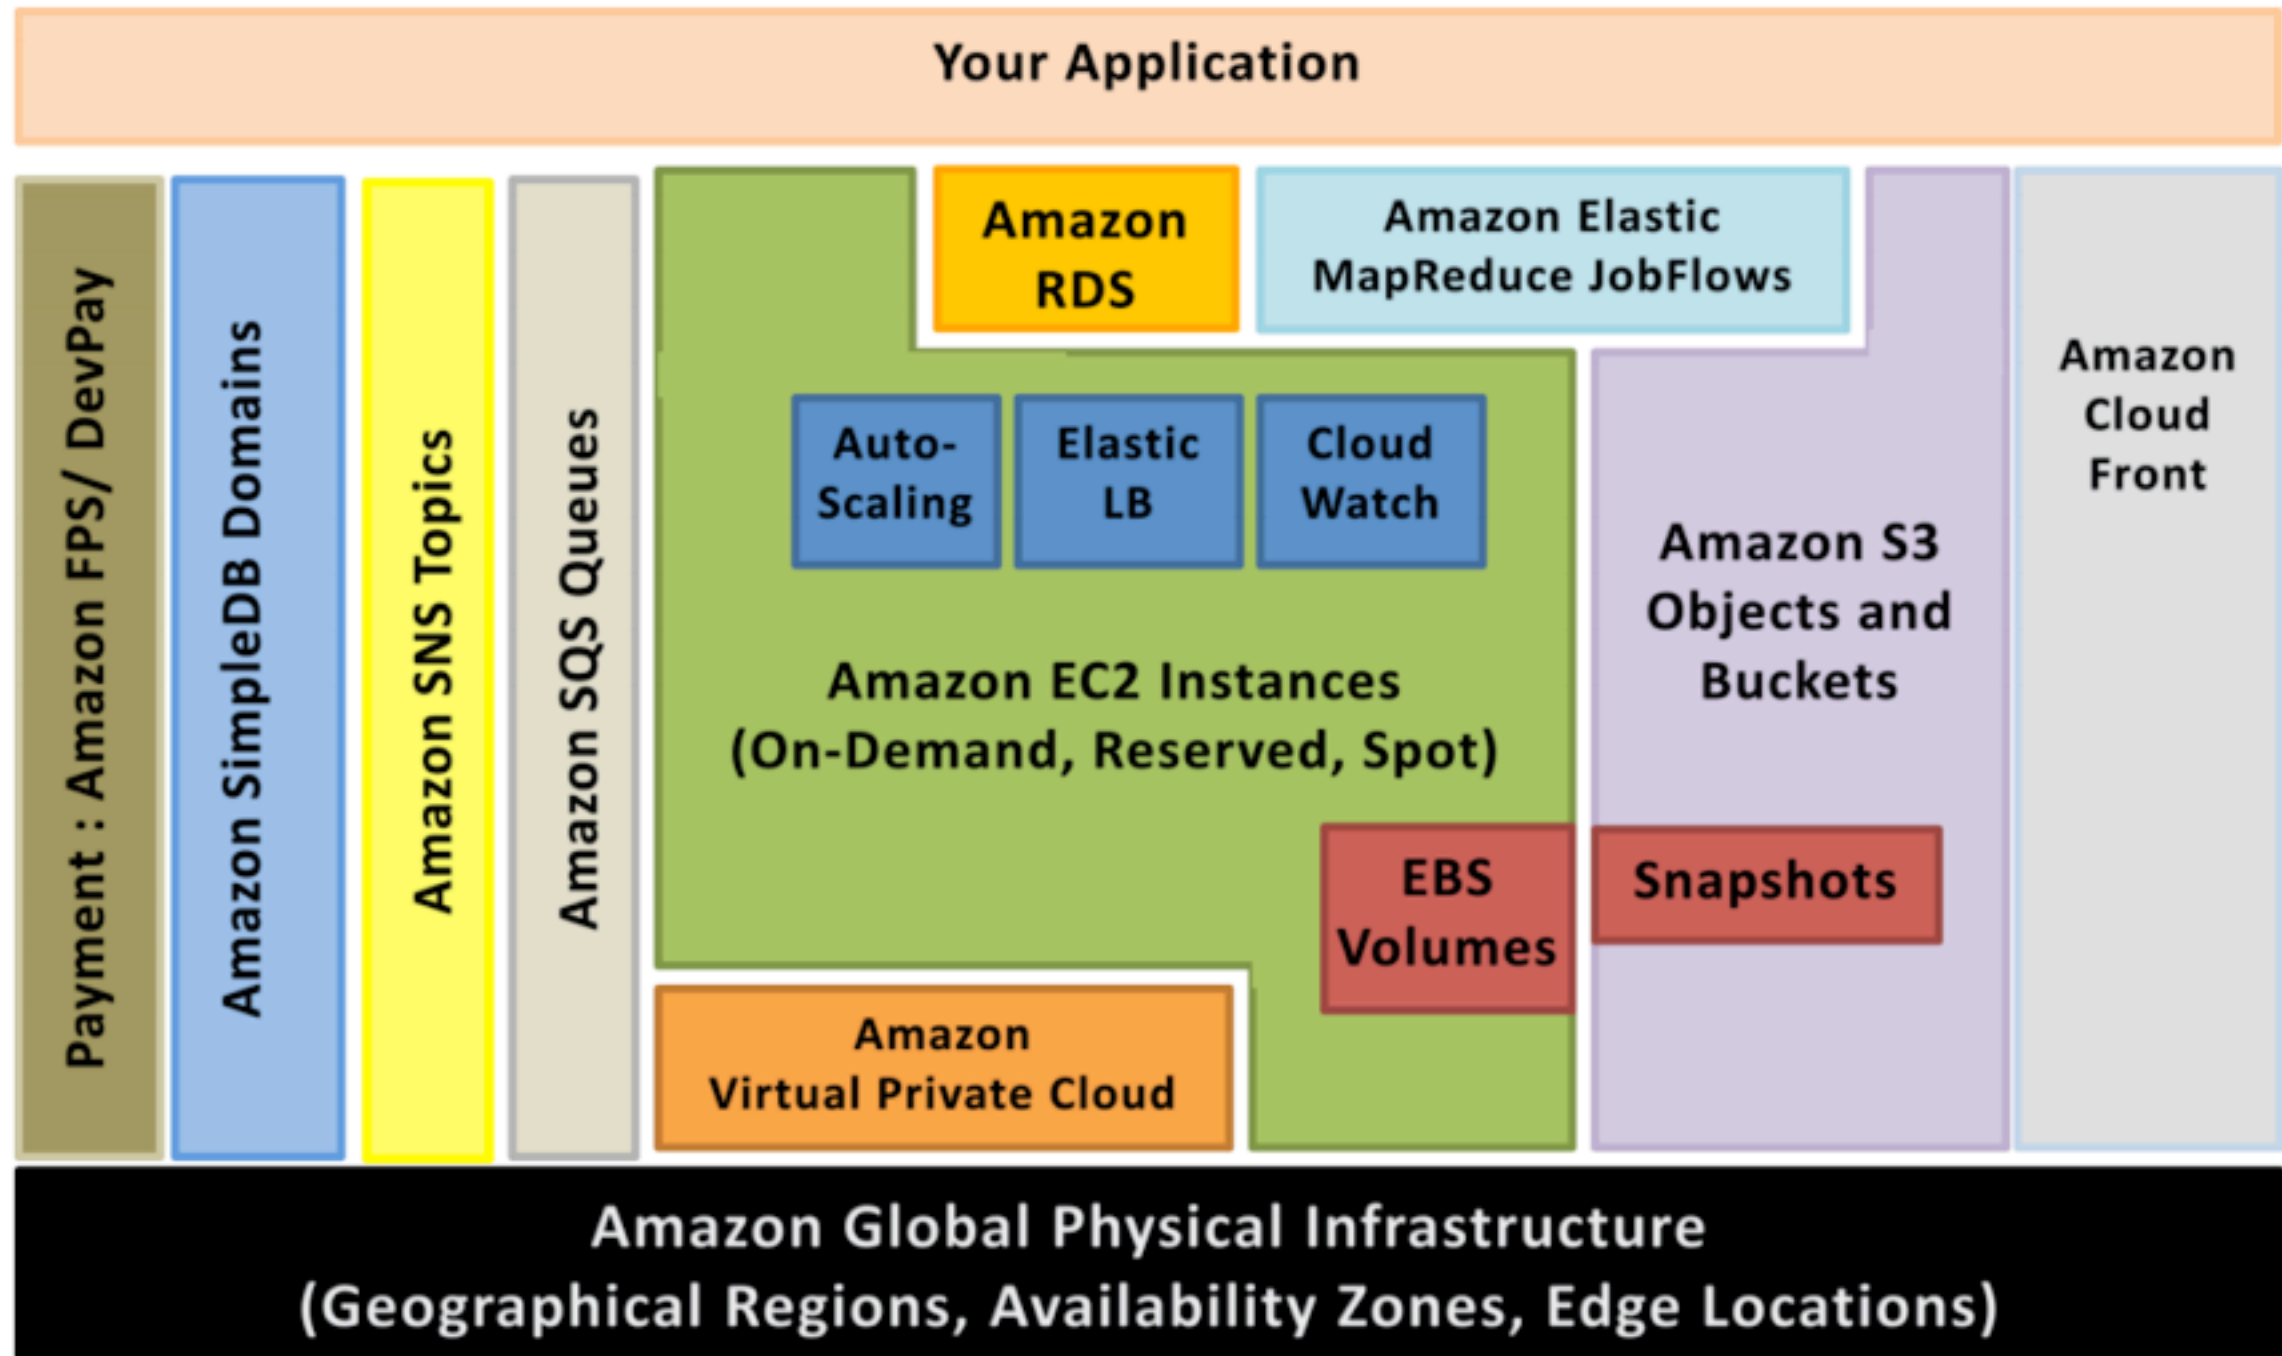 Your Application
Payment : Amazon FPS/ DevPay
Amazon SimpleDB Domains
Amazon SNS Topics
Amazon SQS Queues
Amazon
RDS
Amazon Elastic
MapReduce JobFlows
Auto-
Scaling
Elastic
LB
Cloud
Watch
Amazon EC2 Instances
(On-Demand, Reserved, Spot)
EBS
Volumes
Amazon
Virtual Private Cloud
Amazon S3
Objects and
Buckets
Snapshots
Amazon
Cloud
Front
Amazon Global Physical Infrastructure
(Geographical Regions, Availability Zones, Edge Locations)